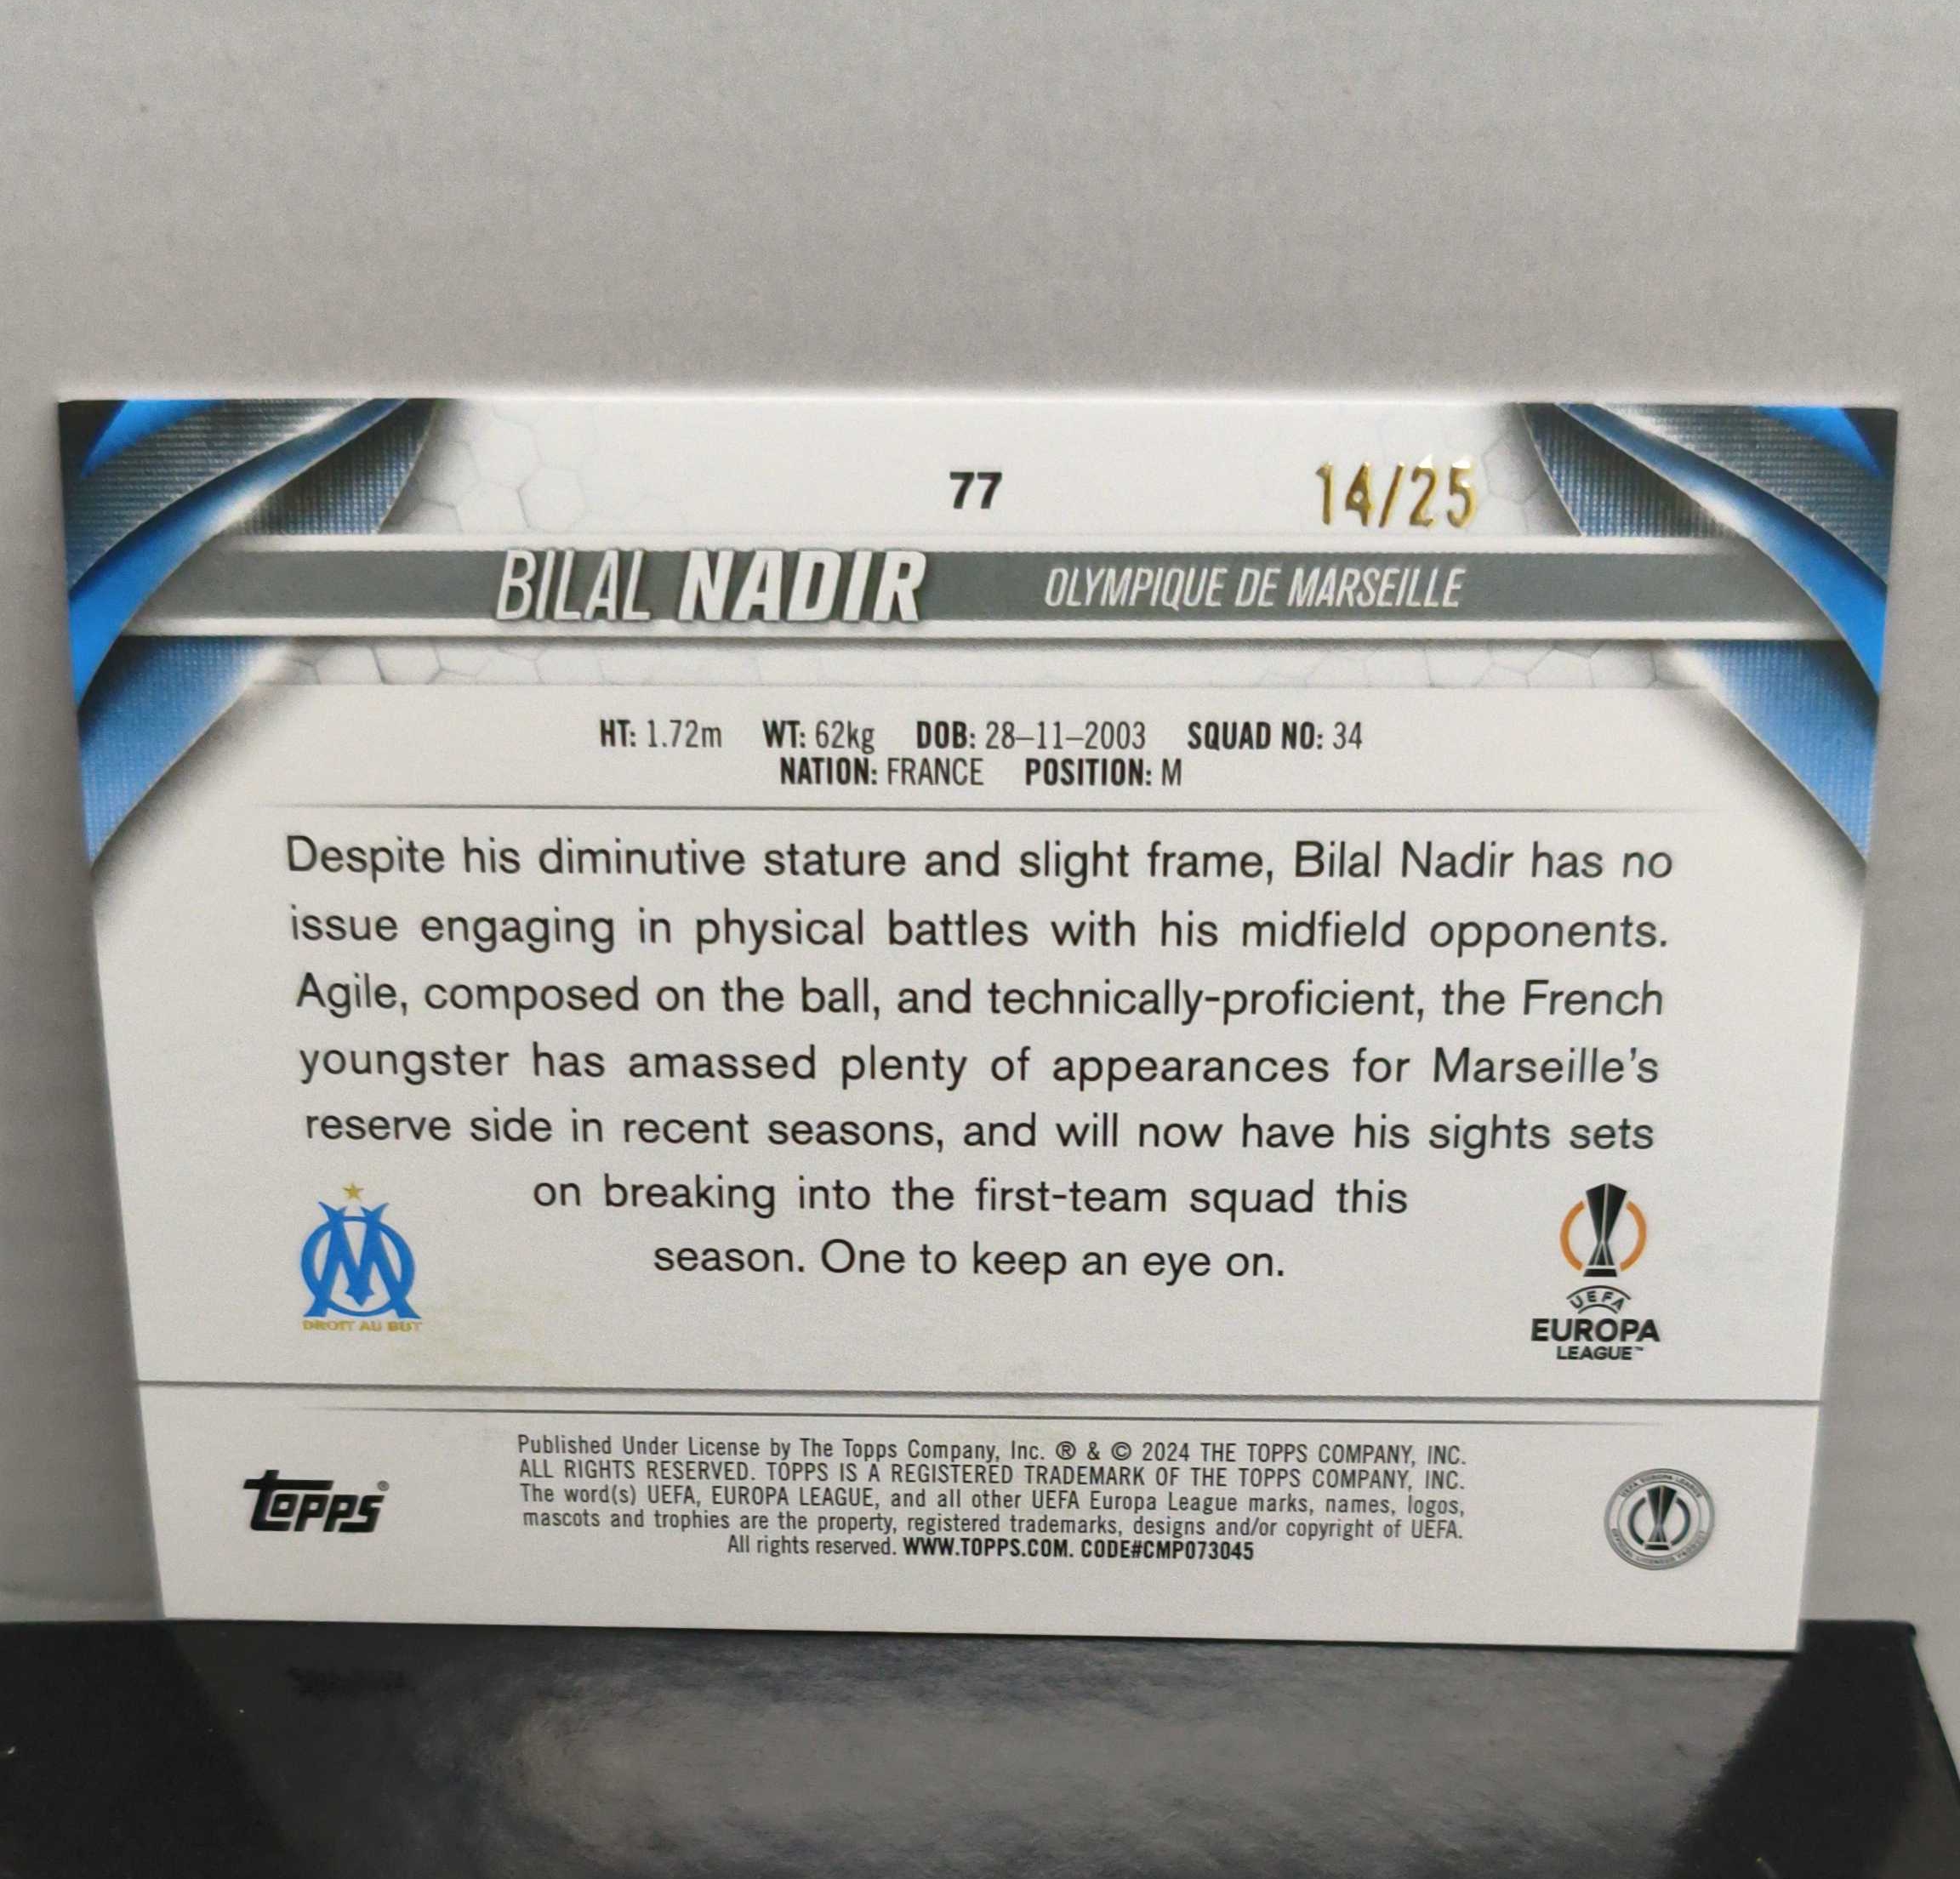 77
14/25
BILAL NADIR
OLYMPIQUE DE MARSEILLE
HT: 1.72m WT: 62kg DOB: 28–11–2003 SQUAD NO: 34
NATION: FRANCE POSITION: M
Despite his diminutive stature and slight frame, Bilal Nadir has no
issue engaging in physical battles with his midfield opponents.
Agile, composed on the ball, and technically-proficient, the French
youngster has amassed plenty of appearances for Marseille's
reserve side in recent seasons, and will now have his sights sets
on breaking into the first-team squad this
season. One to keep an eye on.
DROIT AU BUT
UEFA
EUROPA
LEAGUE™
topps®
Published Under License by The Topps Company, Inc. ® & © 2024 THE TOPPS COMPANY, INC.
ALL RIGHTS RESERVED. TOPPS IS A REGISTERED TRADEMARK OF THE TOPPS COMPANY, INC.
The word(s) UEFA, EUROPA LEAGUE, and all other UEFA Europa League marks, names, logos,
mascots and trophies are the property, registered trademarks, designs and/or copyright of UEFA.
All rights reserved. WWW.TOPPS.COM. CODE#CMP073045